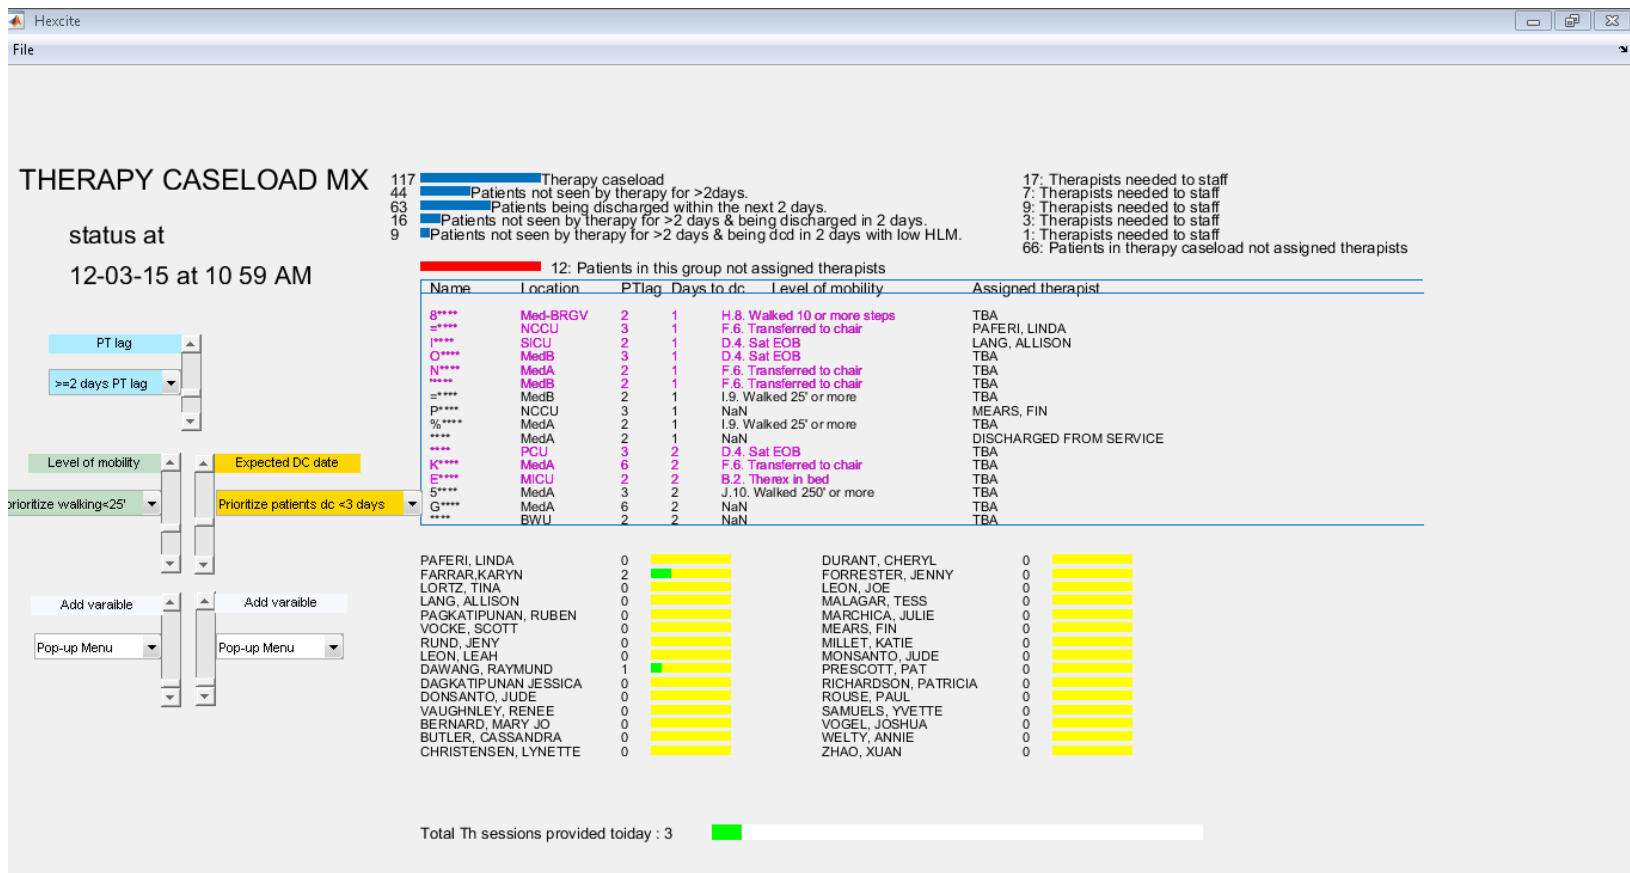 Hexcite
File
THERAPY CASELOAD MX
status at
12-03-15 at 10 59 AM
117 Therapy caseload 17: Therapists needed to staff
44 Patients not seen by therapy for >2days. 7: Therapists needed to staff
63 Patients being discharged within the next 2 days. 9: Therapists needed to staff
16 Patients not seen by therapy for >2 days & being discharged in 2 days. 3: Therapists needed to staff
9 Patients not seen by therapy for >2 days & being dcd in 2 days with low HLM. 1: Therapists needed to staff
66: Patients in therapy caseload not assigned therapists
12: Patients in this group not assigned therapists
Name Location PTlag Days to dc Level of mobility Assigned therapist
8**** Med-BRGV 2 1 H.8. Walked 10 or more steps TBA
=**** NCCU 3 1 F.6. Transferred to chair PAFERI, LINDA
I**** SICU 2 1 D.4. Sat EOB LANG, ALLISON
O**** MedB 3 1 D.4. Sat EOB TBA
N**** MedA 2 1 F.6. Transferred to chair TBA
**** MedB 2 1 F.6. Transferred to chair TBA
=**** MedB 2 1 I.9. Walked 25' or more TBA
P**** NCCU 3 1 NaN MEARS, FIN
%**** MedA 2 1 I.9. Walked 25' or more TBA
**** MedA 2 1 NaN DISCHARGED FROM SERVICE
**** PCU 3 2 D.4. Sat EOB TBA
K**** MedA 6 2 F.6. Transferred to chair TBA
E**** MICU 2 2 B.2. Therex in bed TBA
5**** MedA 3 2 J.10. Walked 250' or more TBA
G**** MedA 6 2 NaN TBA
**** BWU 2 2 NaN TBA
PT lag
>=2 days PT lag
Level of mobility
prioritize walking<25'
Expected DC date
Prioritize patients dc <3 days
Add varaible
Pop-up Menu
Add varaible
Pop-up Menu
PAFERI, LINDA 0 DURANT, CHERYL 0
FARRAR,KARYN 2 FORRESTER, JENNY 0
LORTZ, TINA 0 LEON, JOE 0
LANG, ALLISON 0 MALAGAR, TESS 0
PAGKATIPUNAN, RUBEN 0 MARCHICA, JULIE 0
VOCKE, SCOTT 0 MEARS, FIN 0
RUND, JENY 0 MILLET, KATIE 0
LEON, LEAH 0 MONSANTO, JUDE 0
DAWANG, RAYMUND 1 PRESCOTT, PAT 0
DAGKATIPUNAN JESSICA 0 RICHARDSON, PATRICIA 0
DONSANTO, JUDE 0 ROUSE, PAUL 0
VAUGHNLEY, RENEE 0 SAMUELS, YVETTE 0
BERNARD, MARY JO 0 VOGEL, JOSHUA 0
BUTLER, CASSANDRA 0 WELTY, ANNIE 0
CHRISTENSEN, LYNETTE 0 ZHAO, XUAN 0
Total Th sessions provided toiday : 3